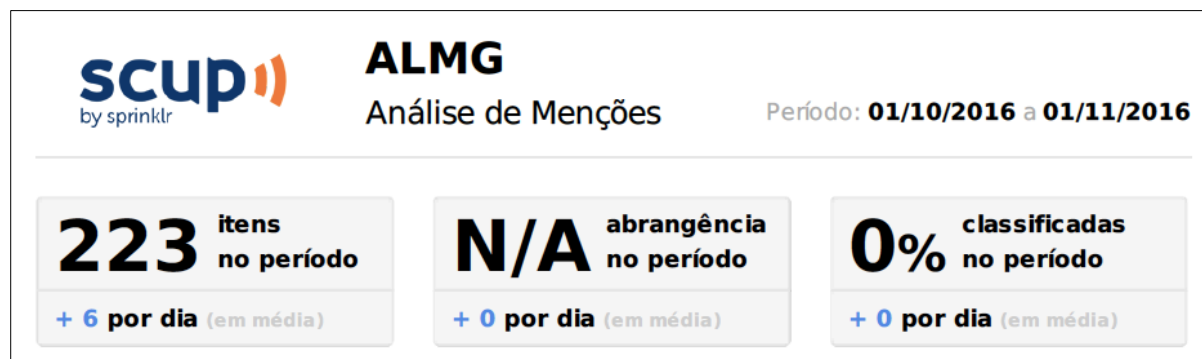 scup
by sprinklr
ALMG
Análise de Menções
Período: 01/10/2016 a 01/11/2016
223 itens no período
+ 6 por dia (em média)
N/A abrangência no período
+ 0 por dia (em média)
0% classificadas no período
+ 0 por dia (em média)